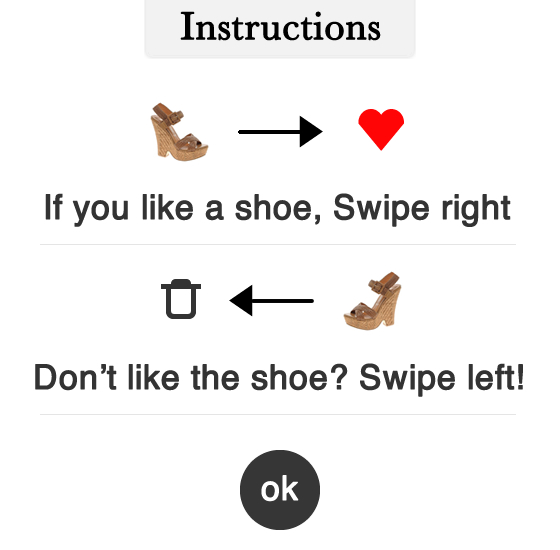 Instructions
If you like a shoe, Swipe right
Don’t like the shoe? Swipe left!
ok